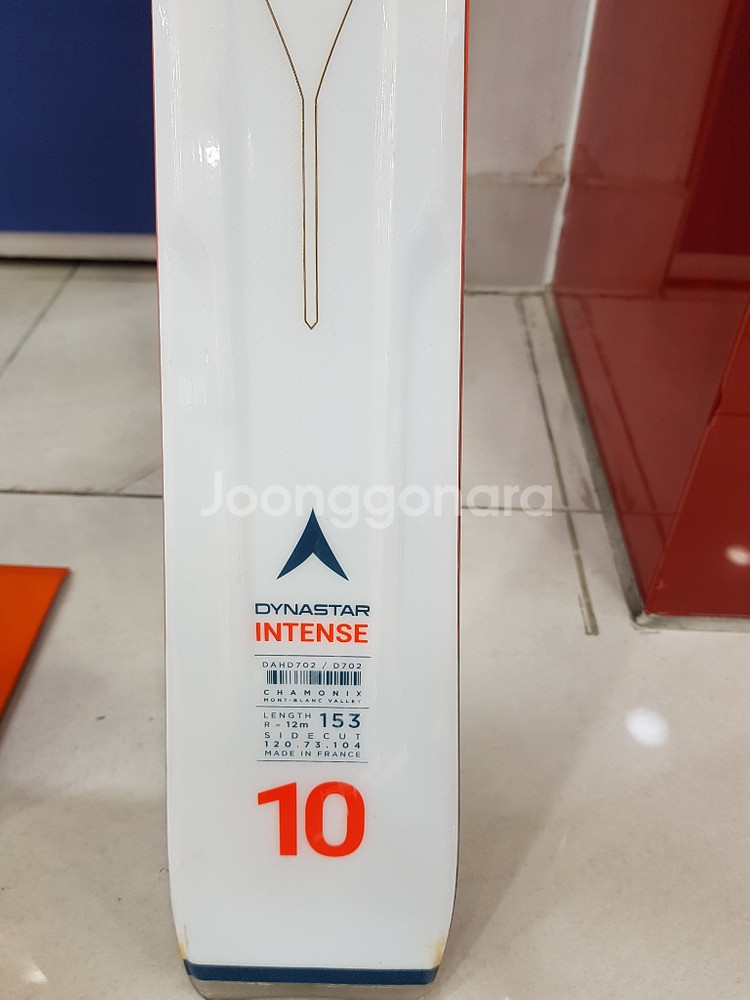 Joonggonara
DYNASTAR
INTENSE
DAHD702 / D702
CHAMONIX
MONT-BLANC VALLEY
LENGTH 153
R - 12m
SIDECUT
120.73.104
MADE IN FRANCE
10